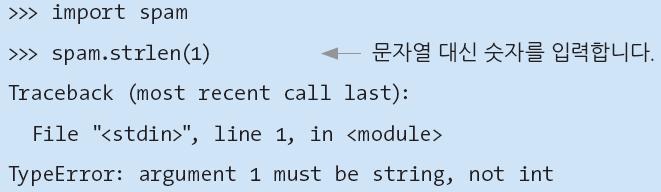 >>> import spam
>>> spam.strlen(1) 문자열 대신 숫자를 입력합니다.
Traceback (most recent call last):
  File "<stdin>", line 1, in <module>
TypeError: argument 1 must be string, not int